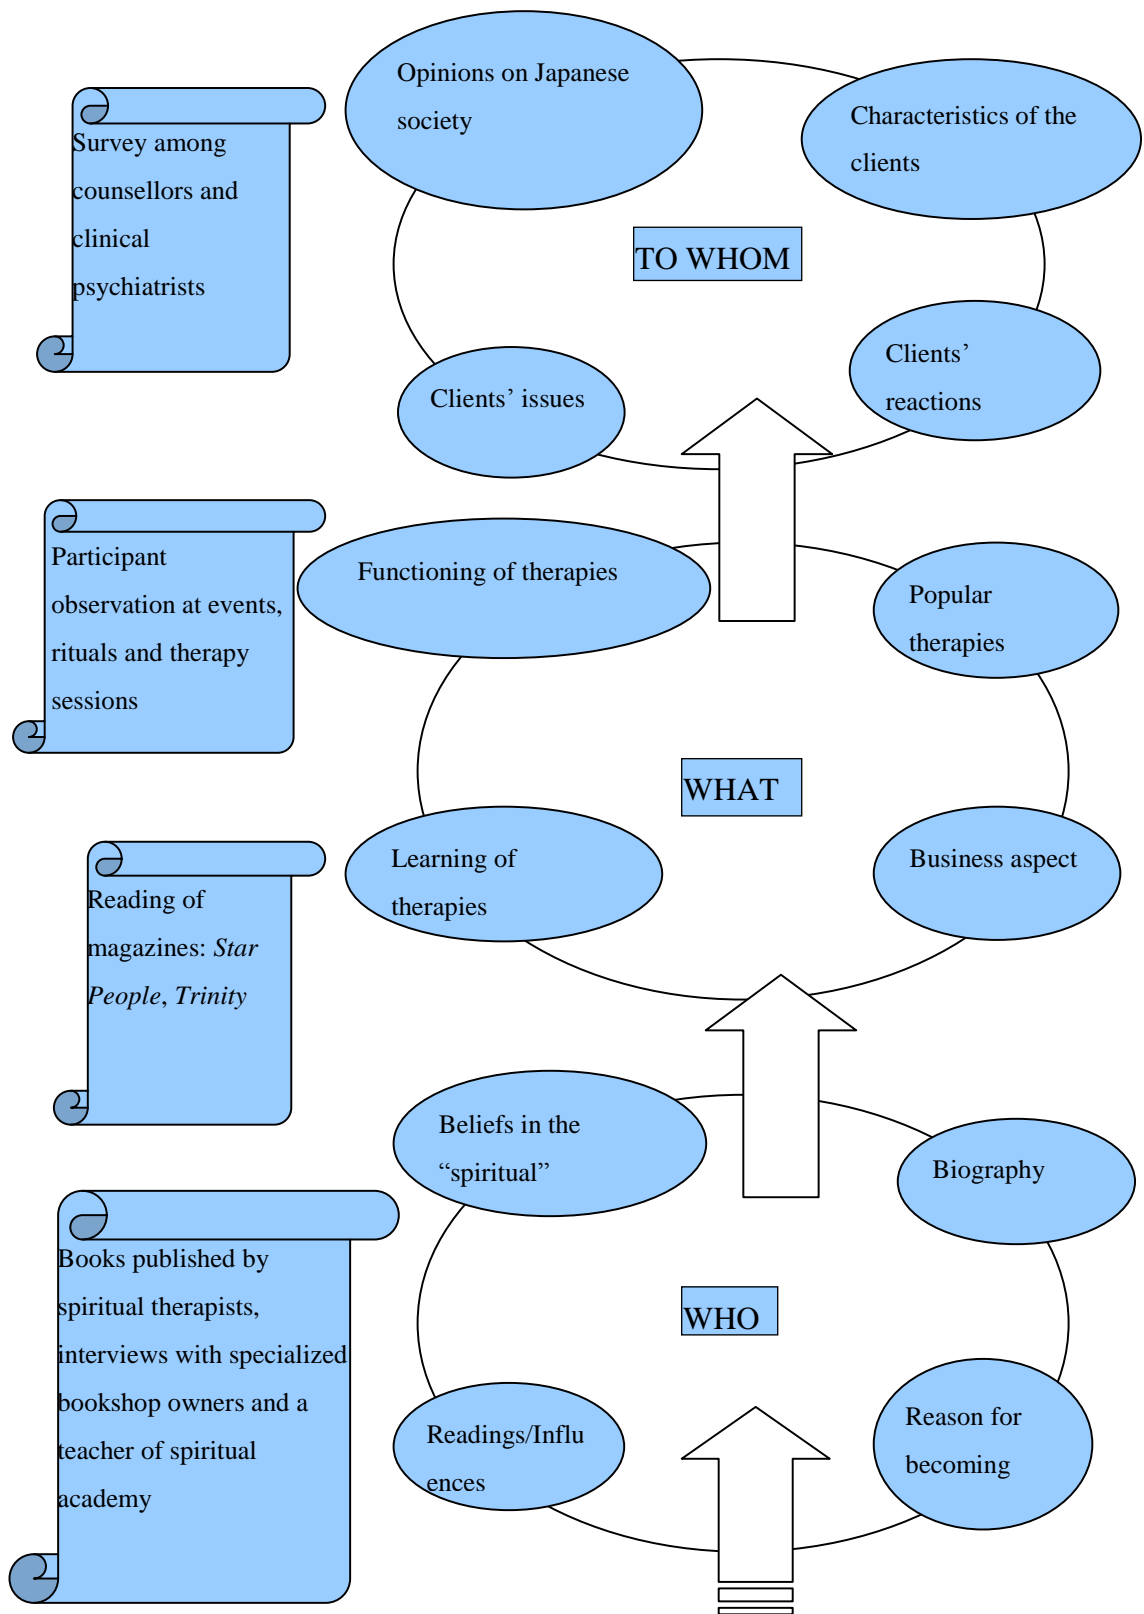 Opinions on Japanese
society
Characteristics of the
clients
Survey among
counsellors and
clinical
psychiatrists
TO WHOM
Clients’ issues
Clients’
reactions
Participant
observation at events,
rituals and therapy
sessions
Functioning of therapies
Popular
therapies
WHAT
Learning of
therapies
Business aspect
Reading of
magazines: Star
People, Trinity
Beliefs in the
“spiritual”
Biography
Books published by
spiritual therapists,
interviews with specialized
bookshop owners and a
teacher of spiritual
academy
WHO
Readings/Influ
ences
Reason for
becoming